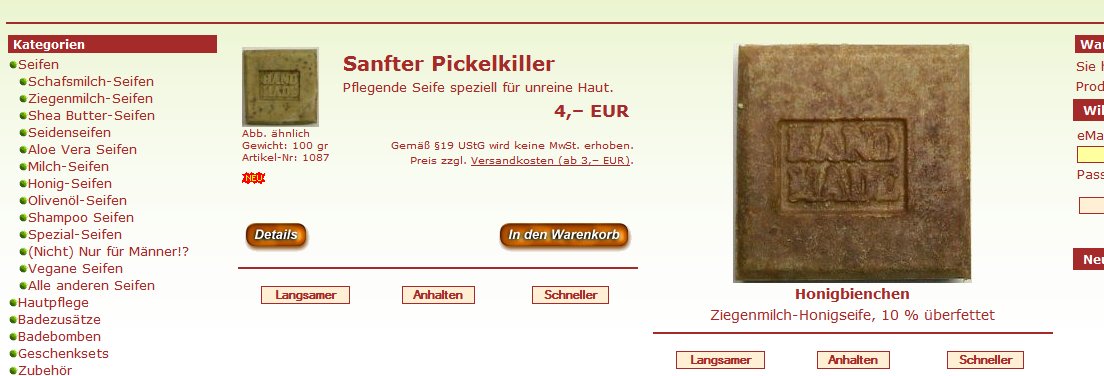 Kategorien
Seifen
Schafsmilch-Seifen
Ziegenmilch-Seifen
Shea Butter-Seifen
Seidenseifen
Aloe Vera Seifen
Milch-Seifen
Honig-Seifen
Olivenöl-Seifen
Shampoo Seifen
Spezial-Seifen
(Nicht) Nur für Männer!?
Vegane Seifen
Alle anderen Seifen
Hautpflege
Badezusätze
Badebomben
Geschenksets
Zubehör
HAND
MADE
Abb. ähnlich
Gewicht: 100 gr
Artikel-Nr: 1087
NEU
Sanfter Pickelkiller
Pflegende Seife speziell für unreine Haut.
4,– EUR
Gemäß §19 UStG wird keine MwSt. erhoben.
Preis zzgl. Versandkosten (ab 3,– EUR).
Details
In den Warenkorb
Langsamer
Anhalten
Schneller
HAND
MADE
Honigbienchen
Ziegenmilch-Honigseife, 10 % überfettet
Langsamer
Anhalten
Schneller
War
Sie h
Prod
Wil
eMa
Pass
Neu